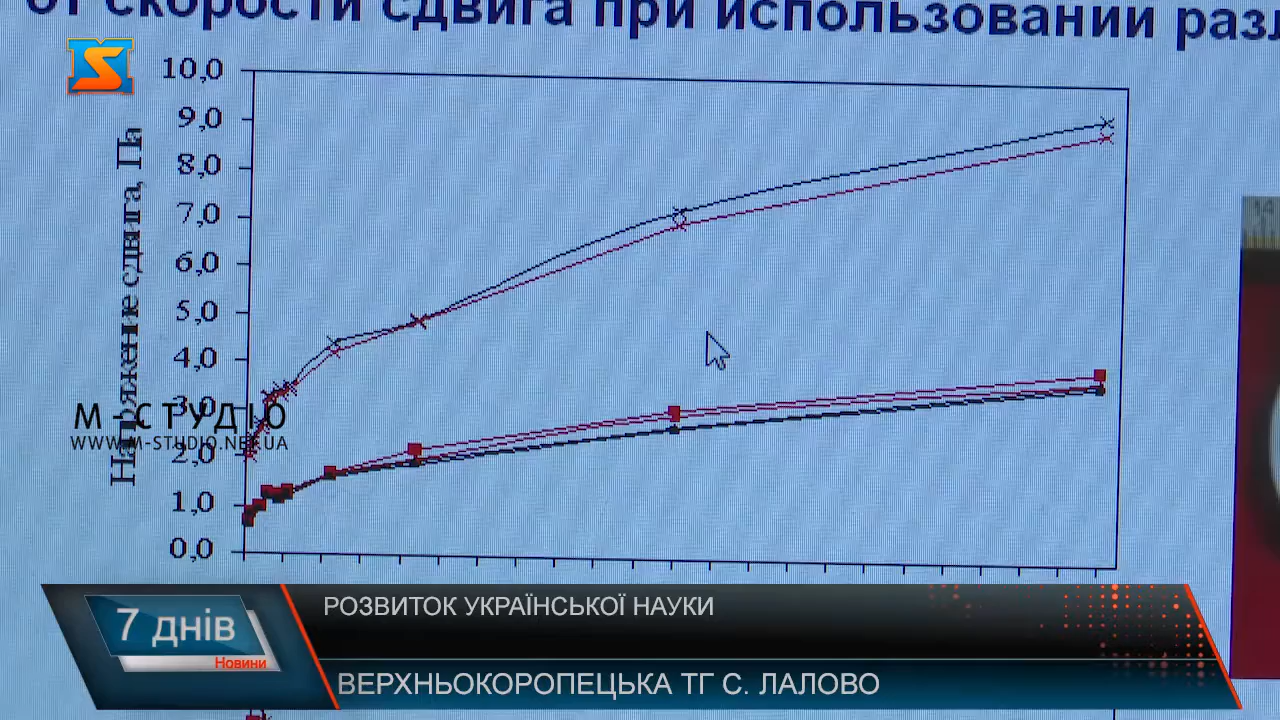 от скорости сдвига при использовании
10,0
9,0
8,0
7,0
6,0
5,0
4,0
3,0
2,0
1,0
0,0
Напряжение сдвига, Па
М-СТУДІО
WWW.M-STUDIO.NET.UA
14
7 днів
Новини
РОЗВИТОК УКРАЇНСЬКОЇ НАУКИ
ВЕРХНЬОКОРОПЕЦЬКА ТГ С. ЛАЛОВО